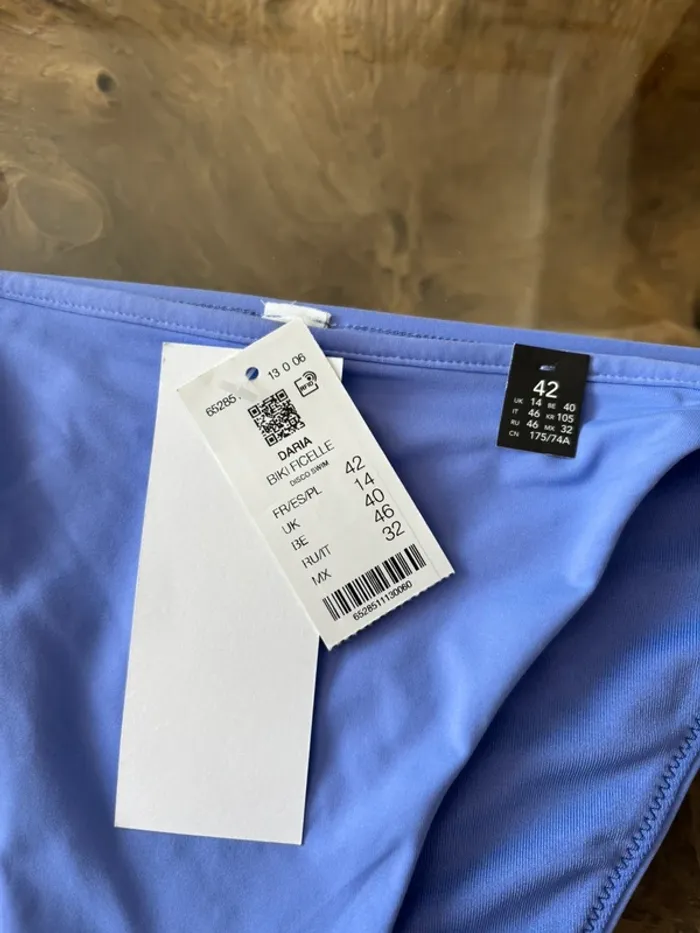 65285 13 0 06
RFID
DARIA
BIKI FICELLE
DISCO SWIM
FR/ES/PL 42
UK 14
BE 40
RU/IT 46
MX 32
6528511130060
42
UK 14 BE 40
IT 46 KR 105
RU 46 MX 32
CN 175/74A